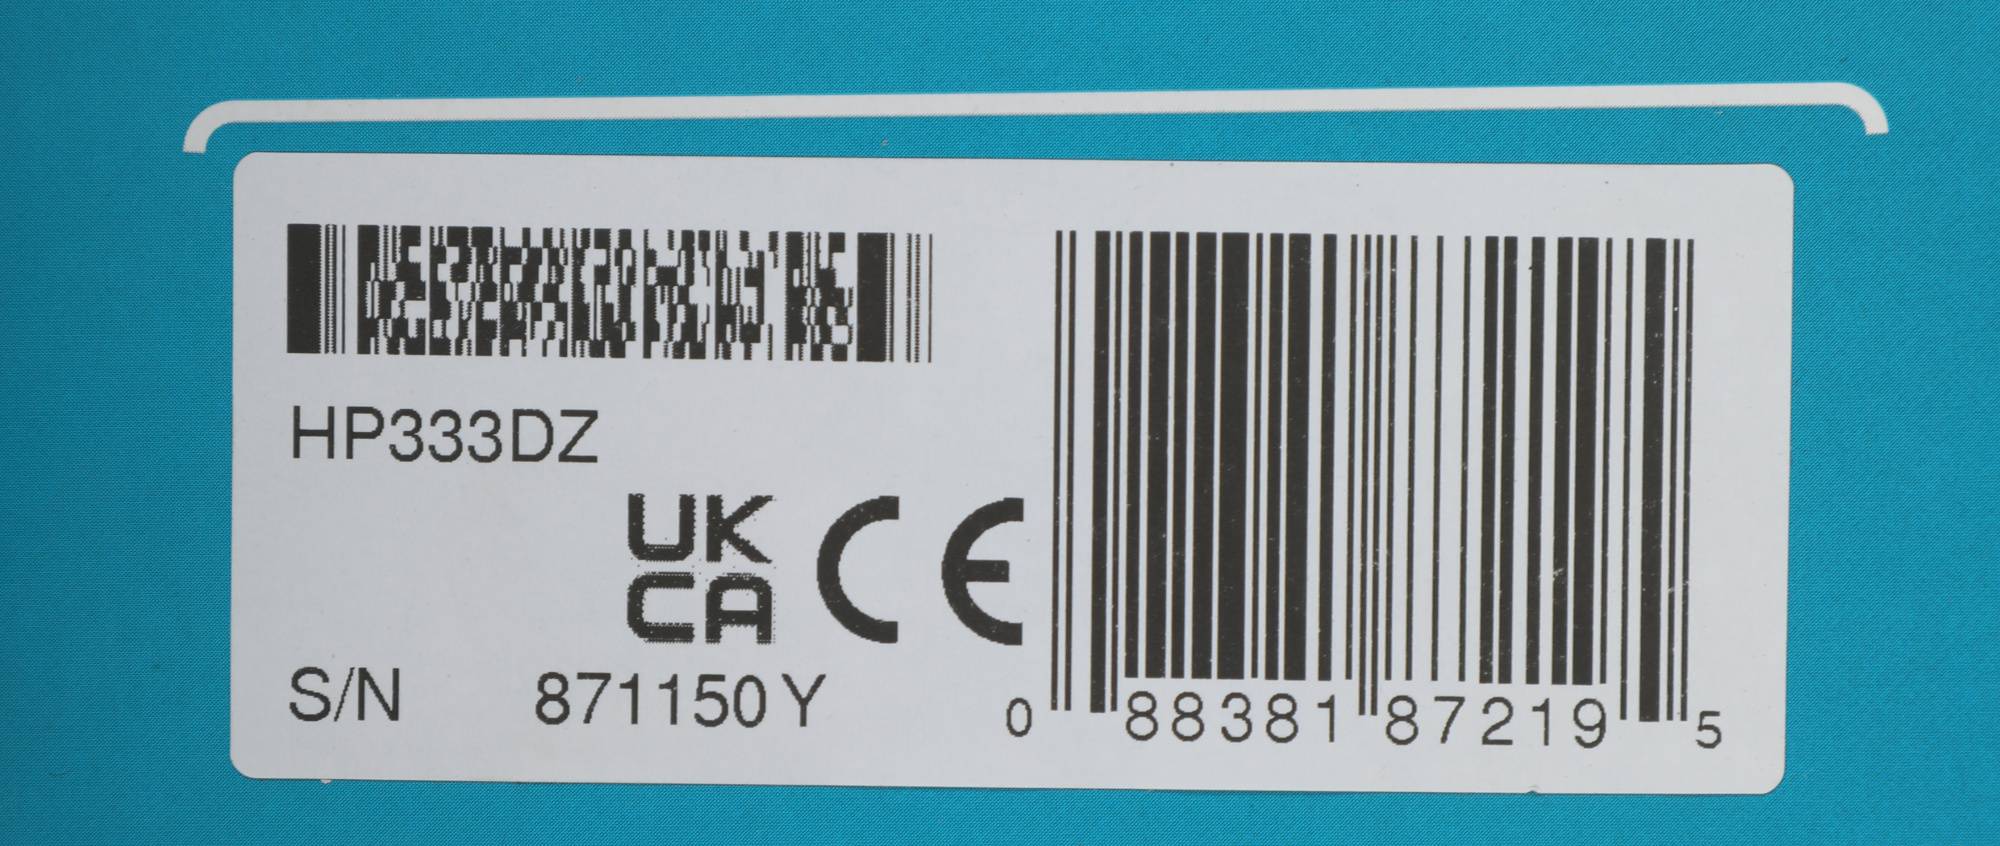 HP333DZ
UK
CA
CE
S/N 871150 Y
0 88381 87219 5